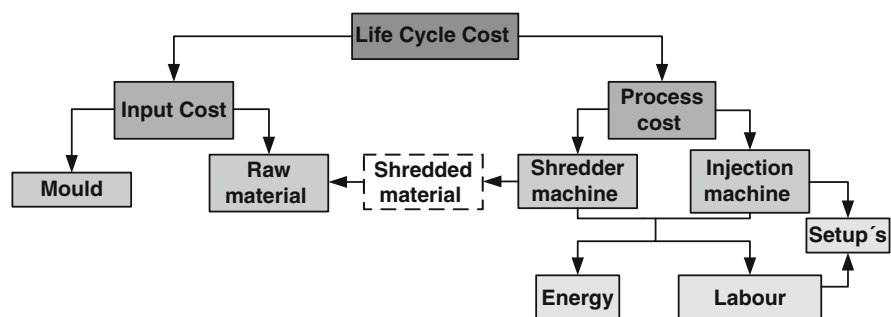 Life Cycle Cost
Input Cost
Process
cost
Mould
Raw
material
Shredded
material
Shredder
machine
Injection
machine
Setup´s
Energy
Labour